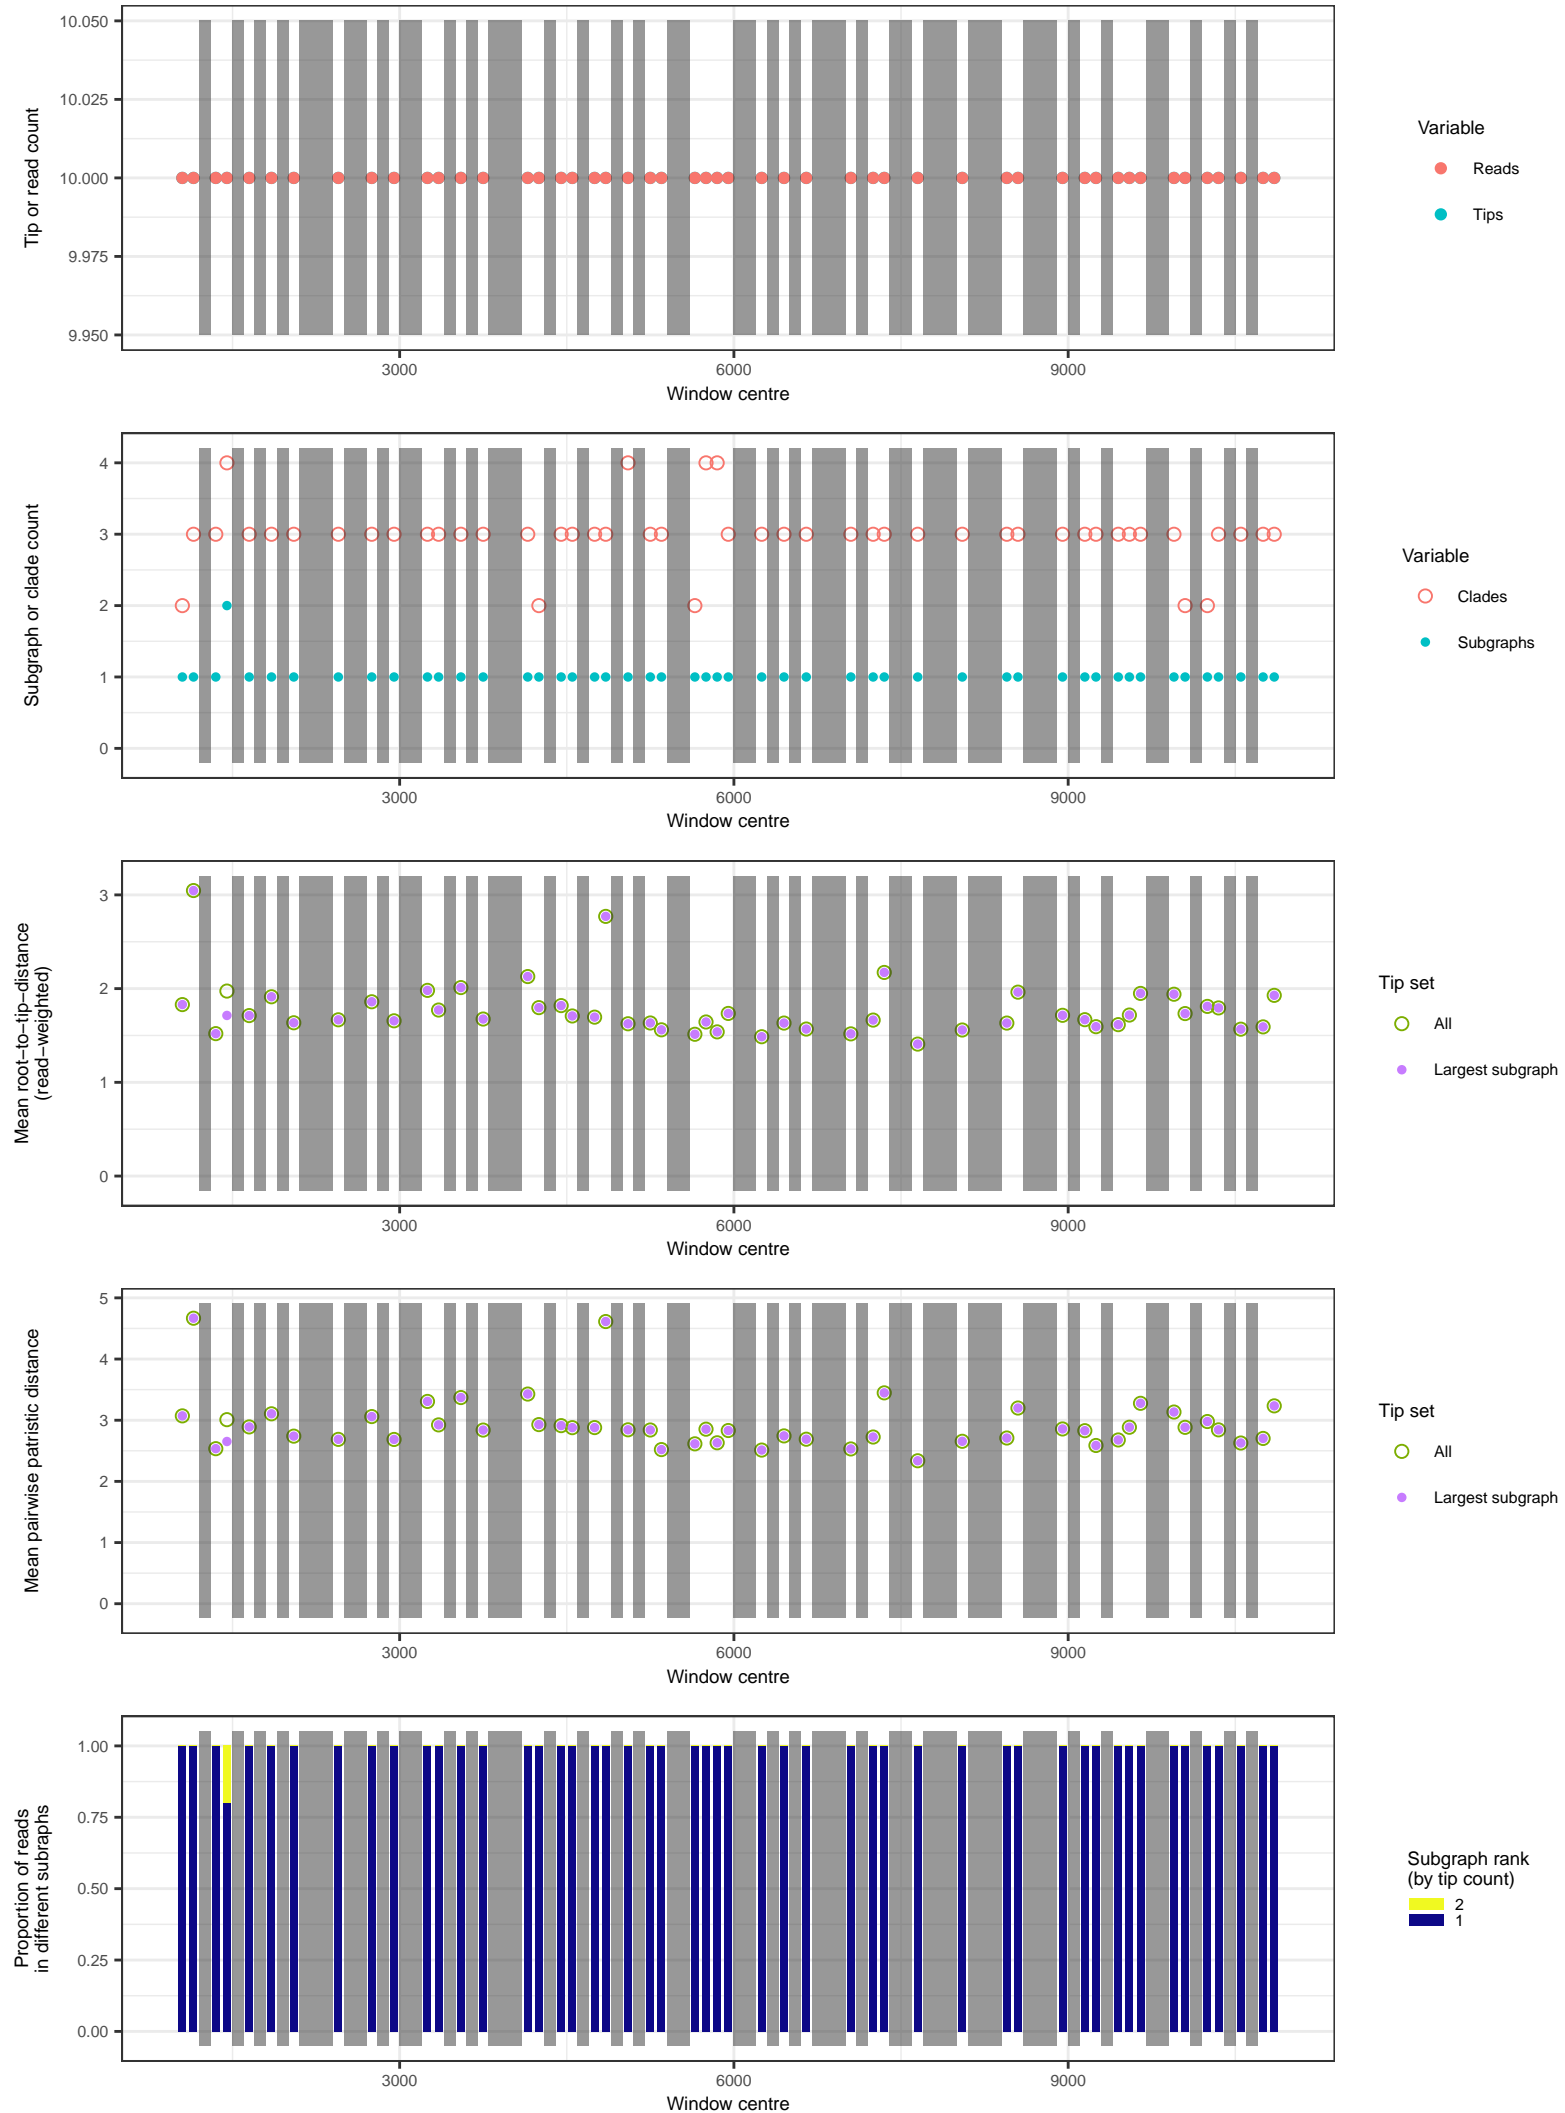 10.050
10.025
10.000
9.975
9.950
Tip or read count
3000
6000
9000
Window centre
Variable
Reads
Tips
4
3
2
1
0
Subgraph or clade count
3000
6000
9000
Window centre
Variable
Clades
Subgraphs
3
2
1
0
Mean root−to−tip−distance
(read−weighted)
3000
6000
9000
Window centre
Tip set
All
Largest subgraph
5
4
3
2
1
0
Mean pairwise patristic distance
3000
6000
9000
Window centre
Tip set
All
Largest subgraph
1.00
0.75
0.50
0.25
0.00
Proportion of reads
in different subraphs
3000
6000
9000
Window centre
Subgraph rank
(by tip count)
2
1